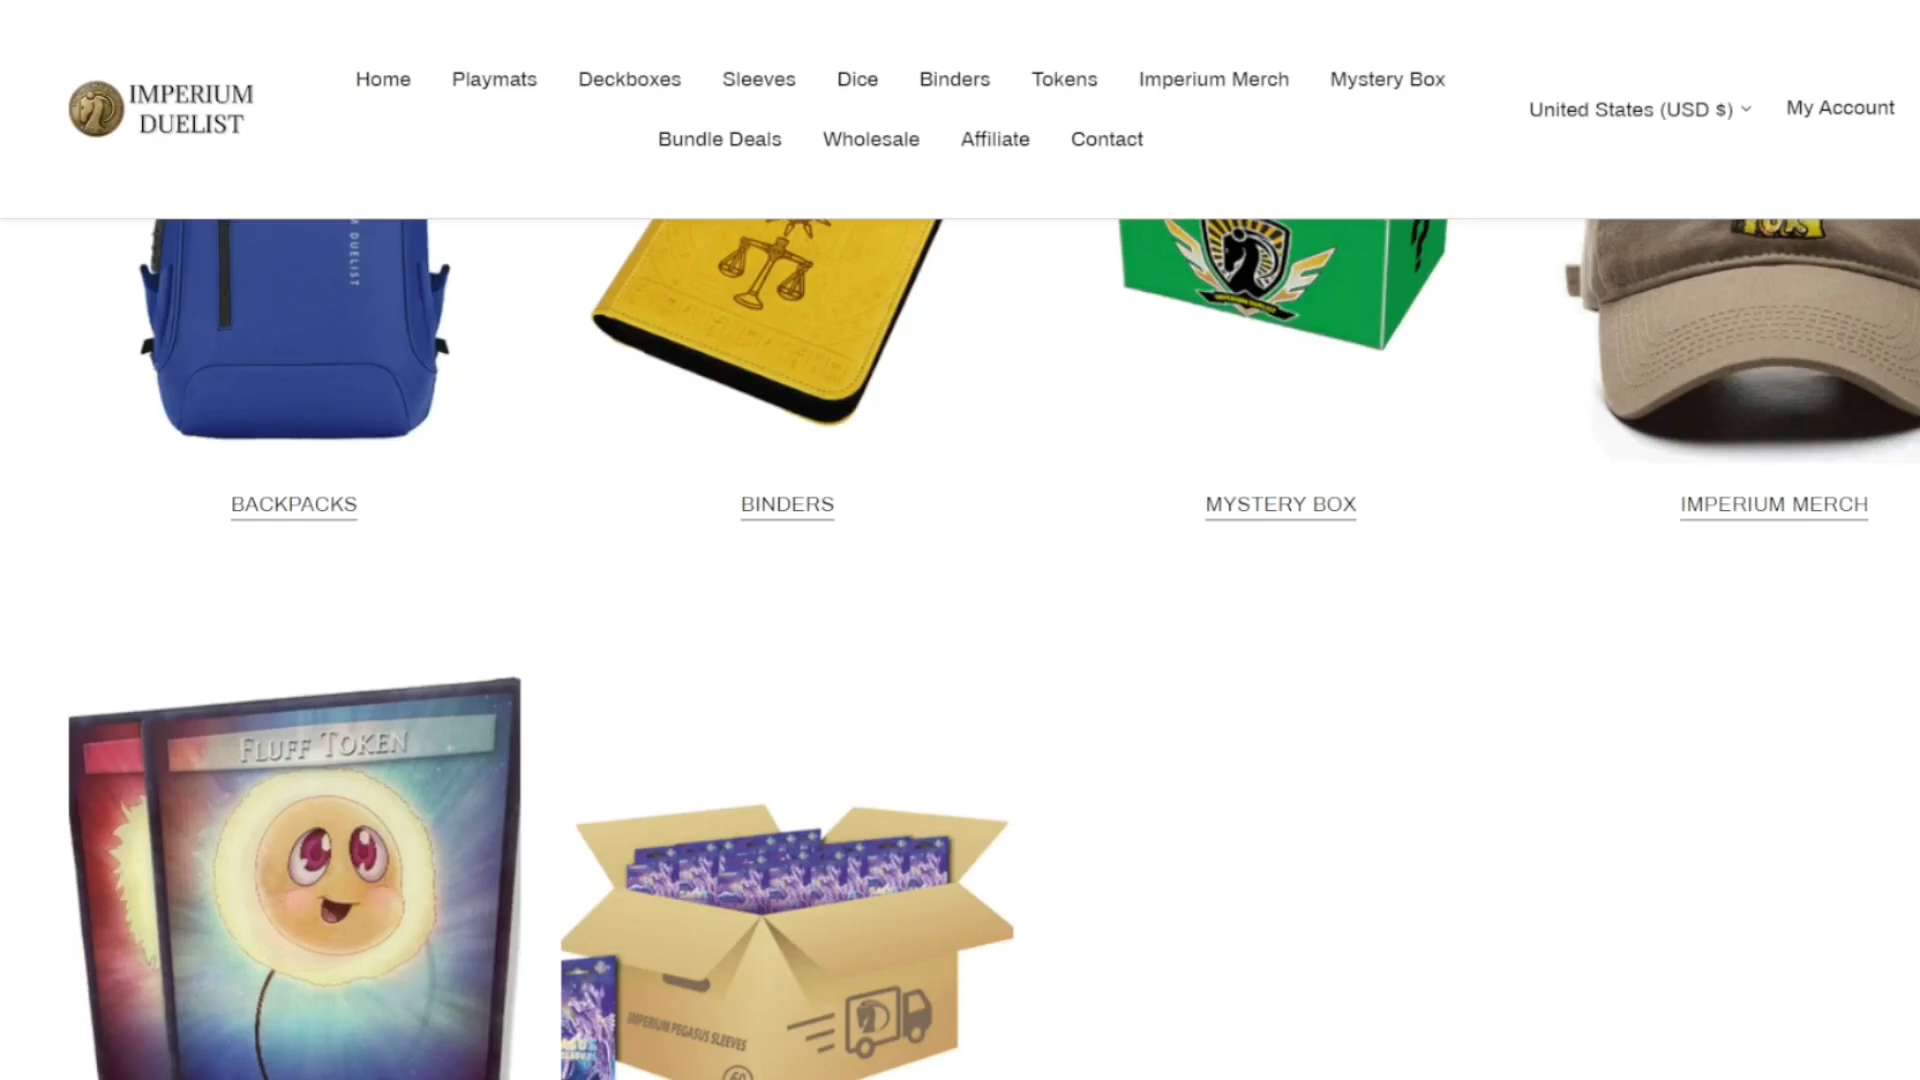 IMPERIUM
DUELIST
Home Playmats Deckboxes Sleeves Dice Binders Tokens Imperium Merch Mystery Box
Bundle Deals Wholesale Affiliate Contact
United States (USD $) My Account
DUELIST
?
BACKPACKS BINDERS MYSTERY BOX IMPERIUM MERCH
FLUFF TOKEN
IMPERIUM PEGASUS SLEEVES
60